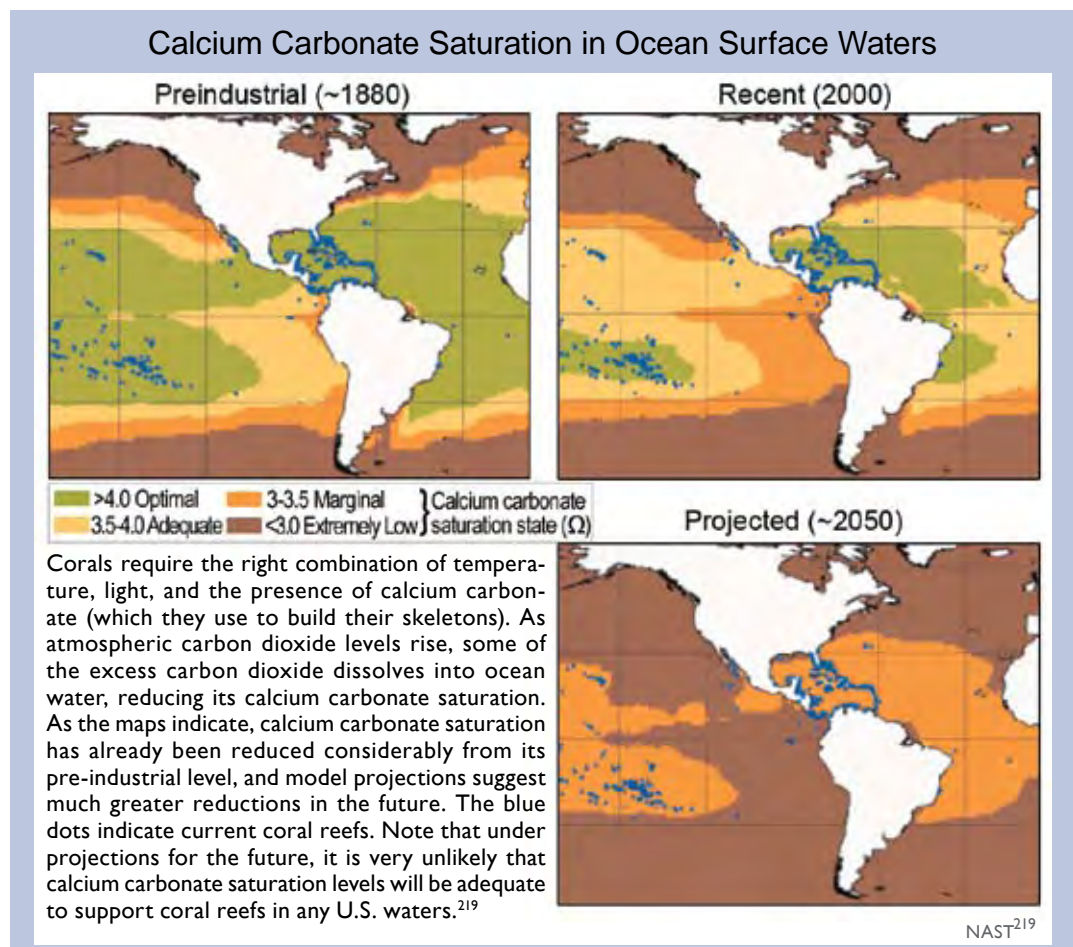 Calcium Carbonate Saturation in Ocean Surface Waters
Preindustrial (~1880)
Recent (2000)
>4.0 Optimal
3-3.5 Marginal
3.5-4.0 Adequate
<3.0 Extremely Low
Calcium carbonate
saturation state (Ω)
Projected (~2050)
Corals require the right combination of tempera-
ture, light, and the presence of calcium carbon-
ate (which they use to build their skeletons). As
atmospheric carbon dioxide levels rise, some of
the excess carbon dioxide dissolves into ocean
water, reducing its calcium carbonate saturation.
As the maps indicate, calcium carbonate saturation
has already been reduced considerably from its
pre-industrial level, and model projections suggest
much greater reductions in the future. The blue
dots indicate current coral reefs. Note that under
projections for the future, it is very unlikely that
calcium carbonate saturation levels will be adequate
to support coral reefs in any U.S. waters.²¹⁹
NAST²¹⁹